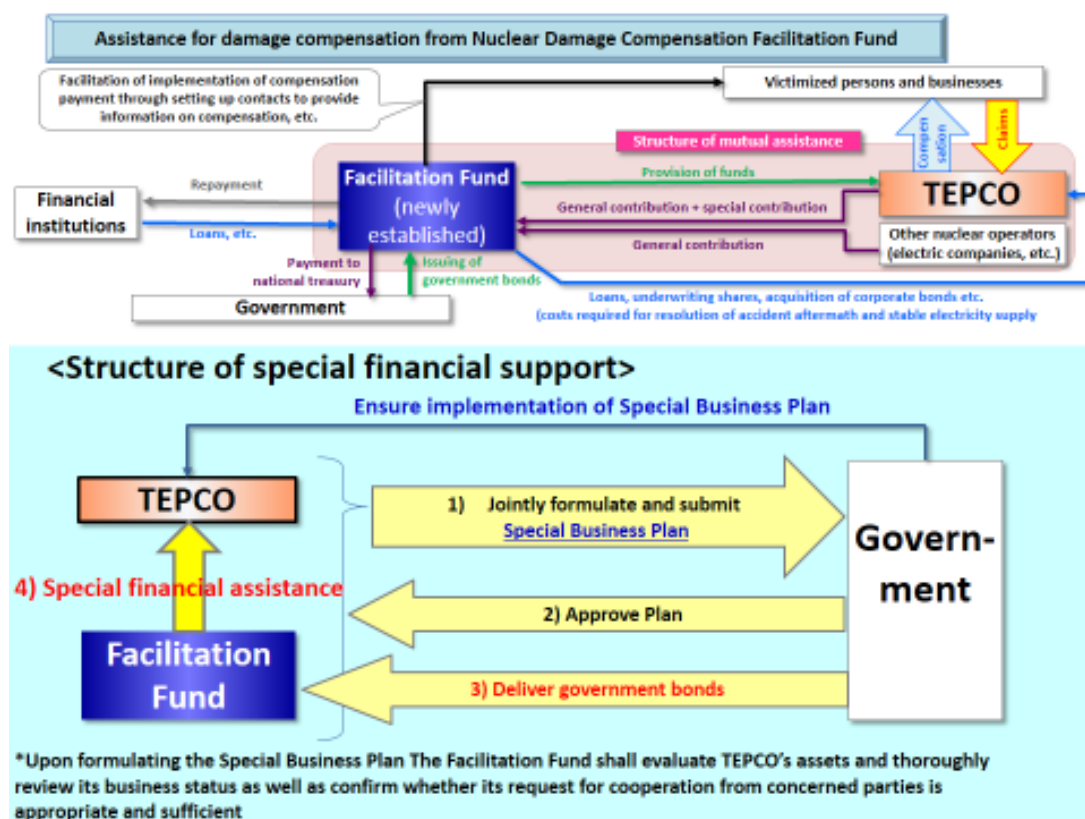 Assistance for damage compensation from Nuclear Damage Compensation Facilitation Fund
Facilitation of implementation of compensation
payment through setting up contacts to provide
information on compensation, etc.
Victimized persons and businesses
Structure of mutual assistance
Compen
sation
claims
Financial
institutions
Repayment
Loans, etc.
Facilitation Fund
(newly
established)
Provision of funds
General contribution + special contribution
General contribution
TEPCO
Other nuclear operators
(electric companies, etc.)
Payment to
national treasury
Issuing of
government bonds
Government
Loans, underwriting shares, acquisition of corporate bonds etc.
(costs required for resolution of accident aftermath and stable electricity supply
<Structure of special financial support>
Ensure implementation of Special Business Plan
TEPCO
1) Jointly formulate and submit
Special Business Plan
Govern-
ment
4) Special financial assistance
2) Approve Plan
Facilitation
Fund
3) Deliver government bonds
*Upon formulating the Special Business Plan The Facilitation Fund shall evaluate TEPCO's assets and thoroughly
review its business status as well as confirm whether its request for cooperation from concerned parties is
appropriate and sufficient